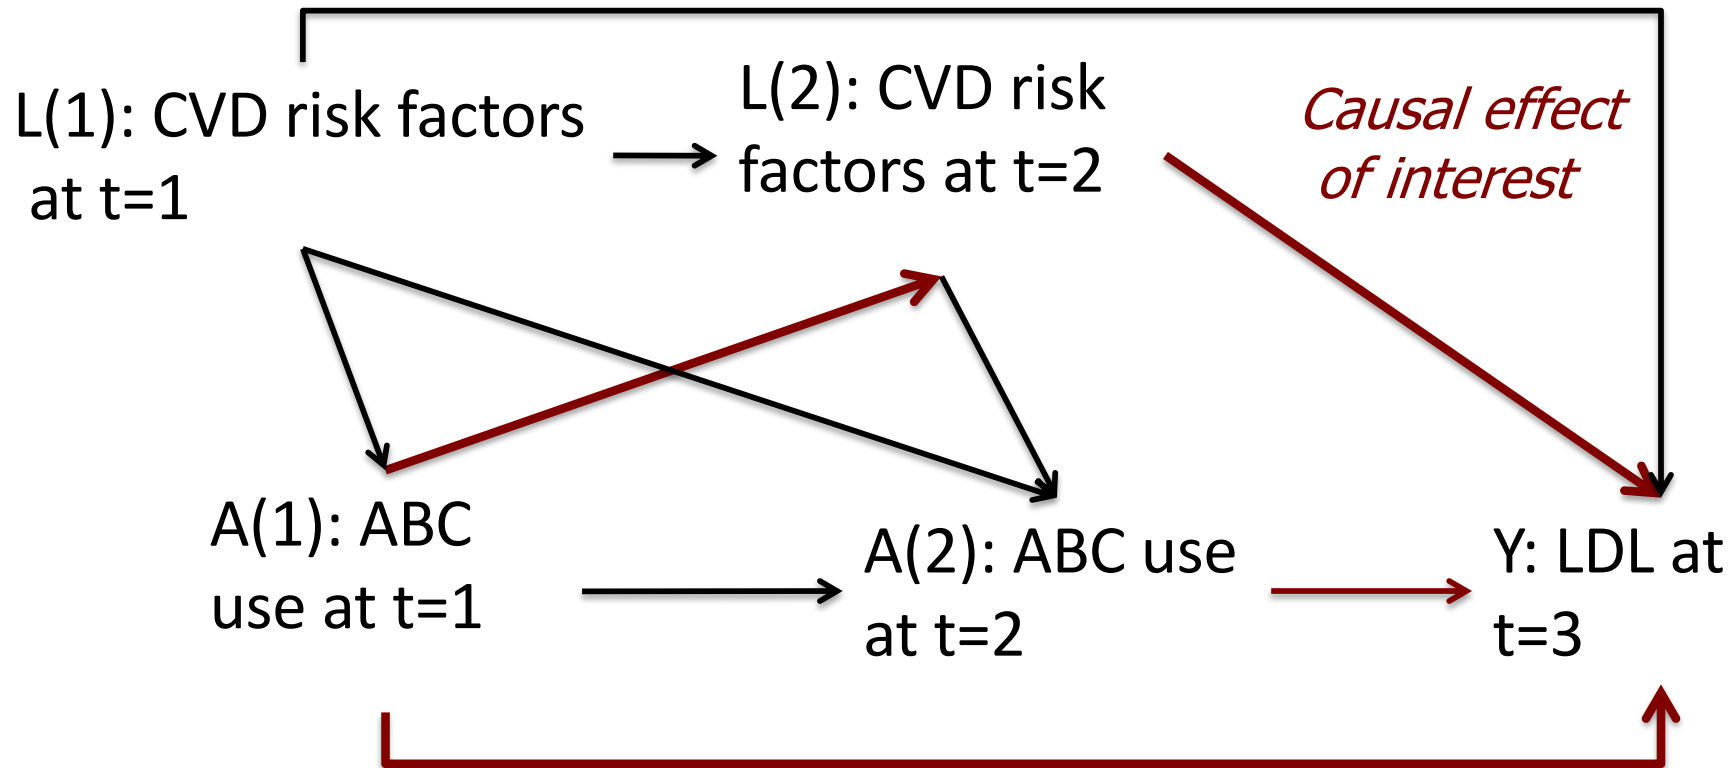 L(1): CVD risk factors
at t=1
L(2): CVD risk
factors at t=2
Causal effect
of interest
A(1): ABC
use at t=1
A(2): ABC use
at t=2
Y: LDL at
t=3